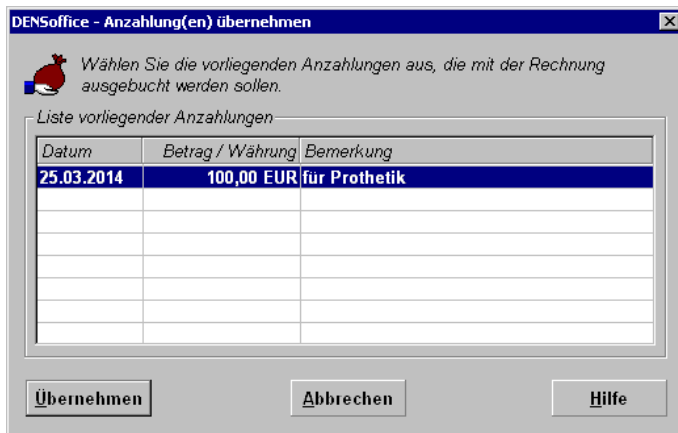 DENSoffice - Anzahlung(en) übernehmen
Wählen Sie die vorliegenden Anzahlungen aus, die mit der Rechnung
ausgebucht werden sollen.
Liste vorliegender Anzahlungen
Datum Betrag / Währung Bemerkung
25.03.2014 100,00 EUR für Prothetik
Übernehmen Abbrechen Hilfe